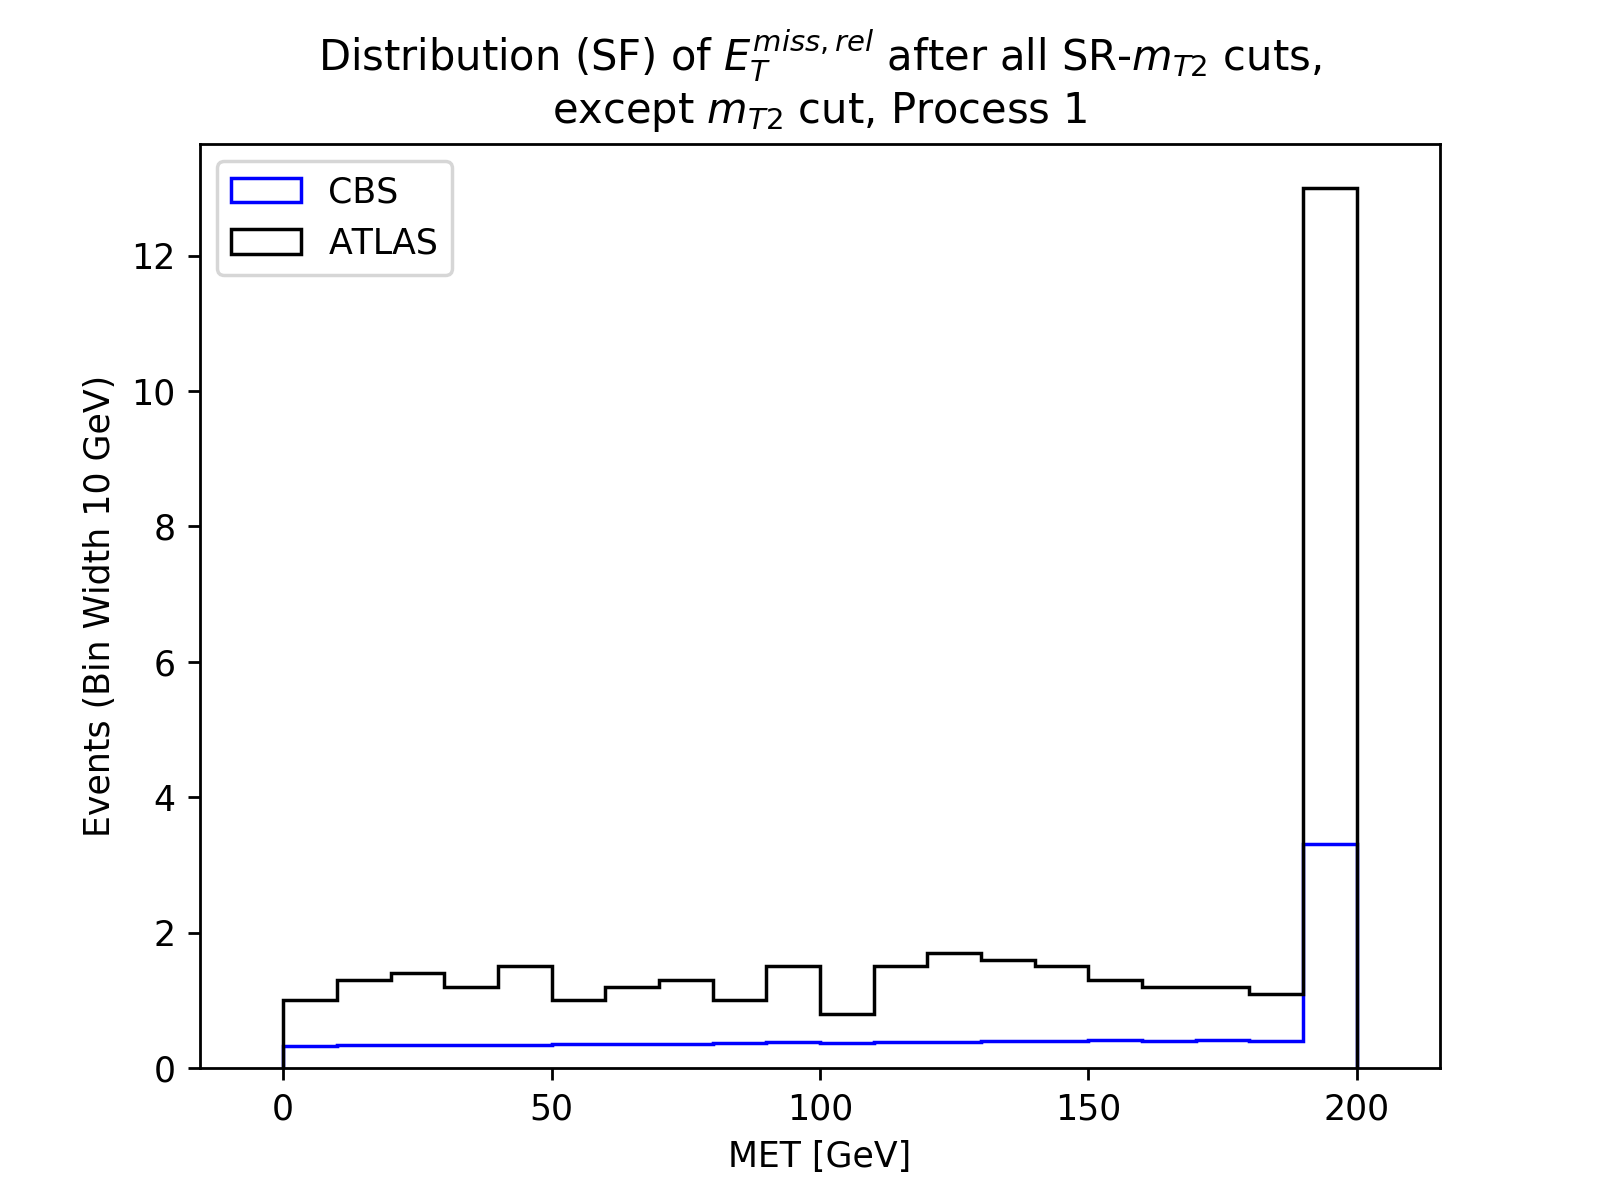 Distribution (SF) of $E_T^{miss,rel}$ after all SR-$m_{T2}$ cuts,
except $m_{T2}$ cut, Process 1
CBS
ATLAS
Events (Bin Width 10 GeV)
12
10
8
6
4
2
0
0 50 100 150 200
MET [GeV]